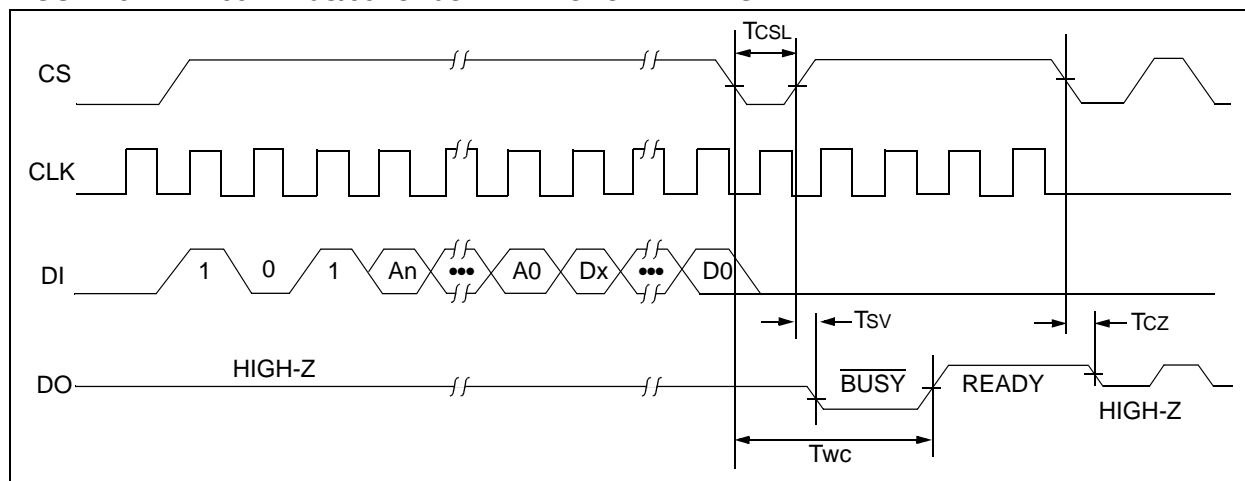 TCSL
CS
CLK
DI 1 0 1 An ••• A0 Dx ••• D0
TSV TCZ
DO HIGH-Z BUSY READY HIGH-Z
TWC